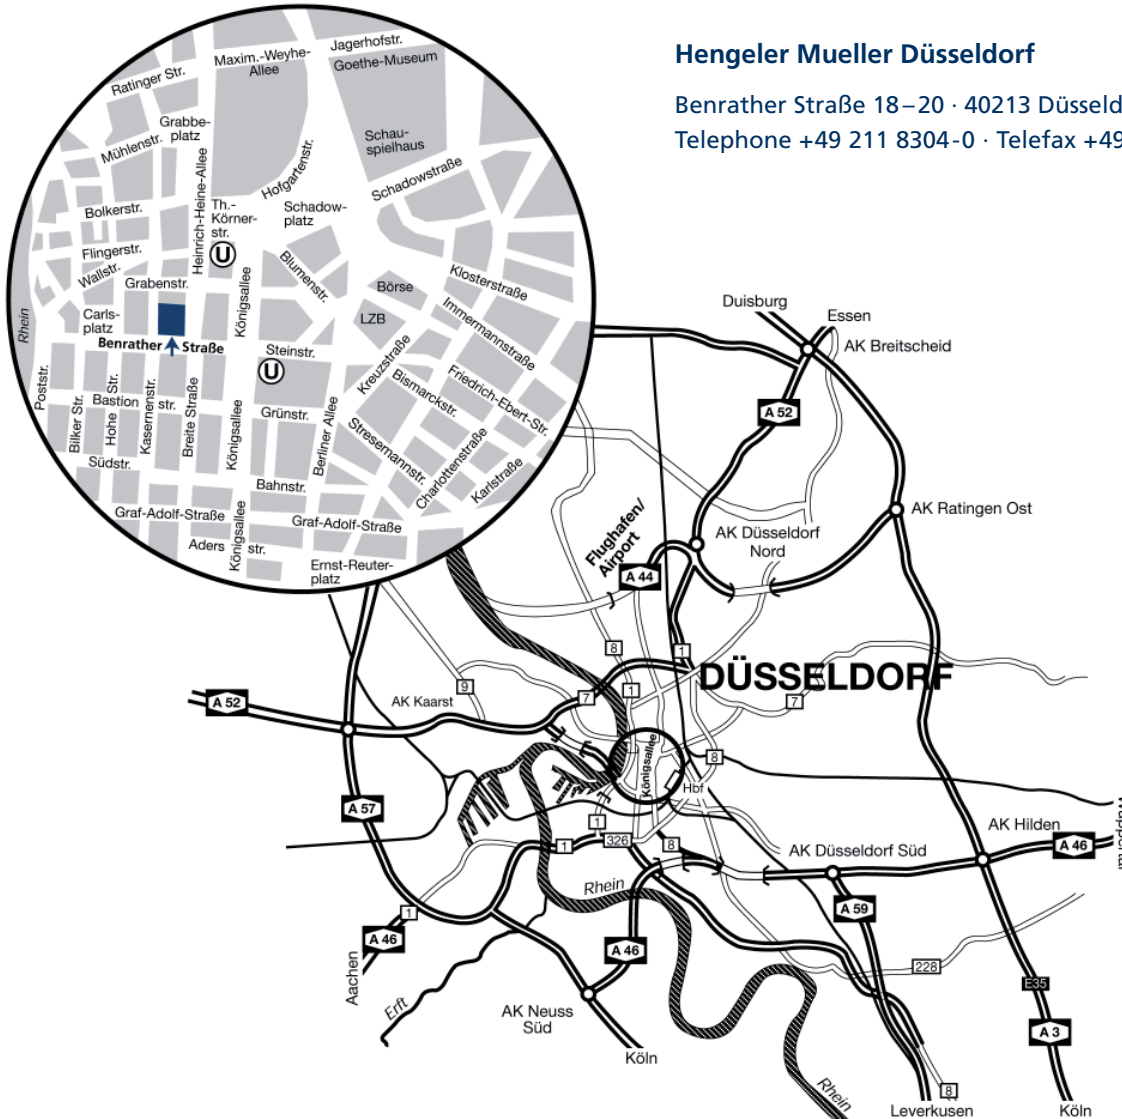 Hengeler Mueller Düsseldorf
Benrather Straße 18–20 · 40213 Düsseld
Telephone +49 211 8304-0 · Telefax +49
Jagerhofstr.
Maxim.-Weyhe-
Allee
Goethe-Museum
Ratinger Str.
Grabbe-
platz
Mühlenstr.
Schau-
spielhaus
Heinrich-Heine-Allee
Hofgartenstr.
Schadowstraße
Bolkerstr.
Th.-
Körner-
str.
Schadow-
platz
Flingerstr.
U
Wallstr.
Grabenstr.
Blumenstr.
Königsallee
Börse
Klosterstraße
Rhein
Carls-
platz
LZB
Immermannstraße
Benrather
Straße
Steinstr.
U
Kreuzstraße
Poststr.
Bastion
str.
Bilker Str.
Hohe Str.
Kasernenstr.
Breite Straße
Königsallee
Grünstr.
Berliner Allee
Bismarckstr.
Friedrich-Ebert-Str.
Stresemannstr.
Charlottenstraße
Karlstraße
Südstr.
Bahnstr.
Graf-Adolf-Straße
Graf-Adolf-Straße
Königsallee
Aders
str.
Ernst-Reuter-
platz
Duisburg
Essen
AK Breitscheid
A 52
AK Ratingen Ost
AK Düsseldorf
Nord
Flughafen/
Airport
A 44
8
1
DÜSSELDORF
9
7
1
7
A 52
AK Kaarst
Königsallee
8
Hbf
A 57
1
326
1
8
AK Düsseldorf Süd
AK Hilden
A 46
Rhein
A 59
1
A 46
A 46
228
Aachen
Erft
AK Neuss
Süd
E35
A 3
Köln
Rhein
8
Leverkusen
Köln